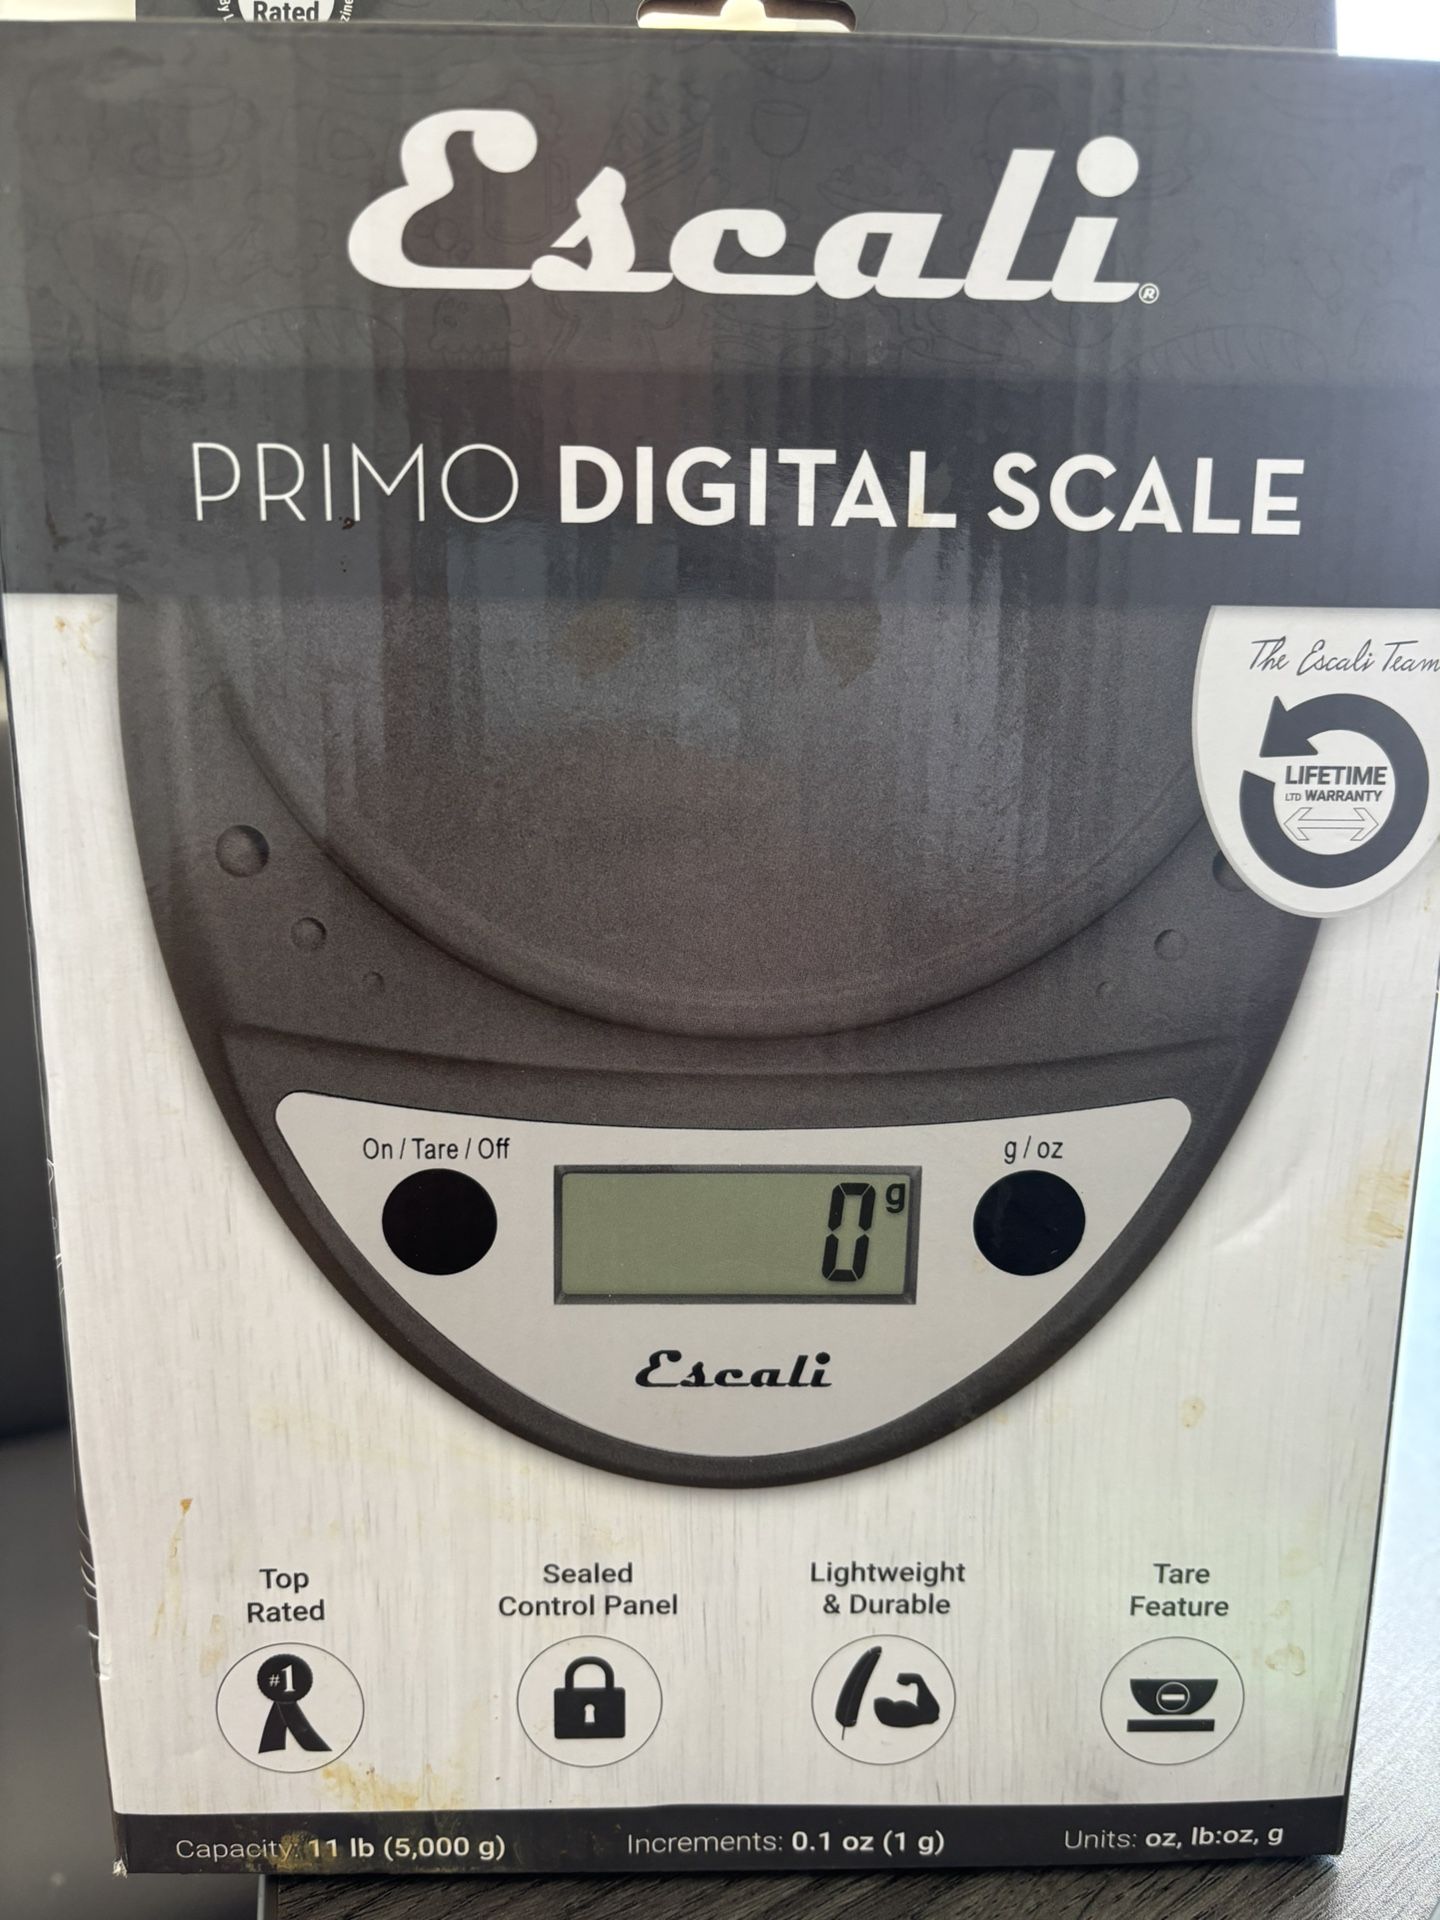 Rated
Escali®
PRIMO DIGITAL SCALE
The Escali Team
LIFETIME
LTD WARRANTY
On / Tare / Off
g / oz
0 g
Escali
Top
Rated
Sealed
Control Panel
Lightweight
& Durable
Tare
Feature
#1
Capacity: 11 lb (5,000 g)
Increments: 0.1 oz (1 g)
Units: oz, lb:oz, g